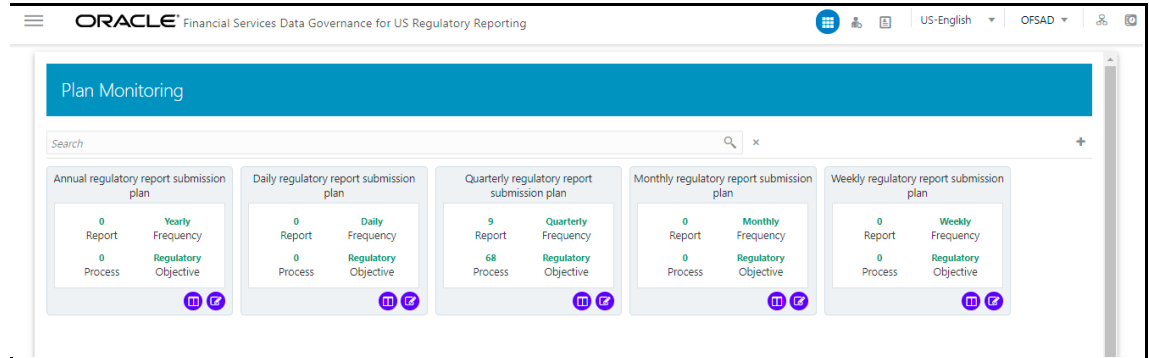 ORACLE® Financial Services Data Governance for US Regulatory Reporting
US-English
OFSAD
Plan Monitoring
Search
Annual regulatory report submission
plan
0 Yearly
Report Frequency
0 Regulatory
Process Objective
Daily regulatory report submission
plan
0 Daily
Report Frequency
0 Regulatory
Process Objective
Quarterly regulatory report
submission plan
9 Quarterly
Report Frequency
68 Regulatory
Process Objective
Monthly regulatory report submission
plan
0 Monthly
Report Frequency
0 Regulatory
Process Objective
Weekly regulatory report submission
plan
0 Weekly
Report Frequency
0 Regulatory
Process Objective